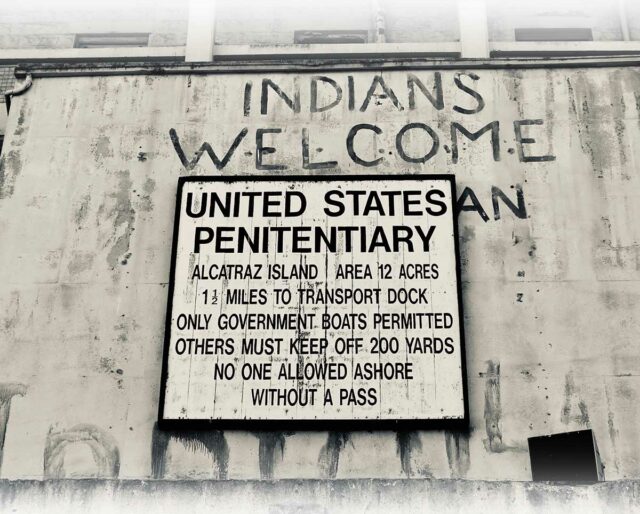 INDIANS
WELCOME
AN
UNITED STATES
PENITENTIARY
ALCATRAZ ISLAND AREA 12 ACRES
1½ MILES TO TRANSPORT DOCK
ONLY GOVERNMENT BOATS PERMITTED
OTHERS MUST KEEP OFF 200 YARDS
NO ONE ALLOWED ASHORE
WITHOUT A PASS